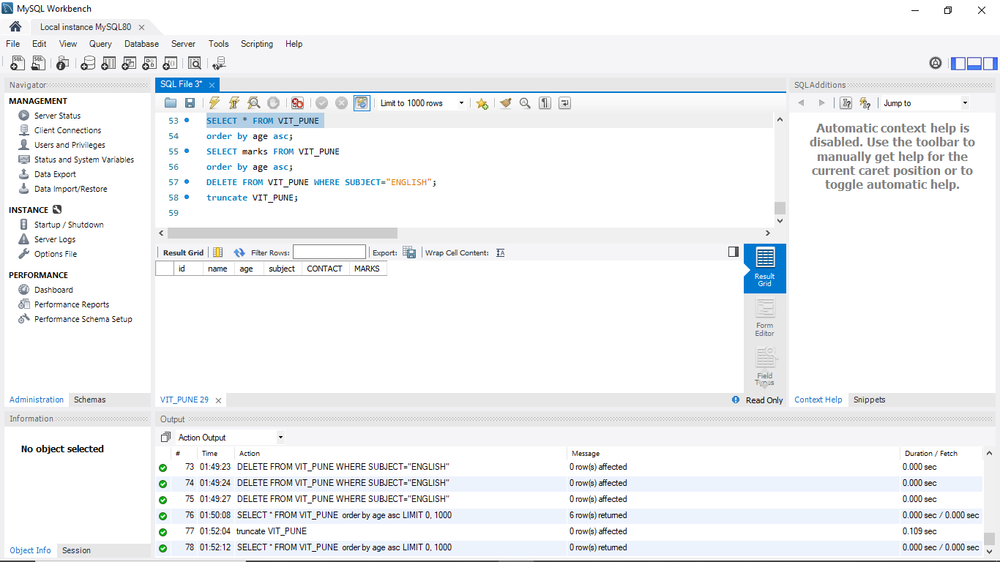 MySQL Workbench
Local instance MySQL80
File Edit View Query Database Server Tools Scripting Help
Navigator
MANAGEMENT
Server Status
Client Connections
Users and Privileges
Status and System Variables
Data Export
Data Import/Restore
INSTANCE
Startup / Shutdown
Server Logs
Options File
PERFORMANCE
Dashboard
Performance Reports
Performance Schema Setup
Administration Schemas
Information
No object selected
Object Info Session
SQL File 3*
Limit to 1000 rows
53 SELECT * FROM VIT_PUNE
54 order by age asc;
55 SELECT marks FROM VIT_PUNE
56 order by age asc;
57 DELETE FROM VIT_PUNE WHERE SUBJECT="ENGLISH";
58 truncate VIT_PUNE;
59
Result Grid Filter Rows: Export: Wrap Cell Content:
id name age subject CONTACT MARKS
Result
Grid
Form
Editor
Field
Types
VIT_PUNE 29
Read Only
SQLAdditions
Jump to
Automatic context help is
disabled. Use the toolbar to
manually get help for the
current caret position or to
toggle automatic help.
Context Help Snippets
Output
Action Output
# Time Action Message Duration / Fetch
73 01:49:23 DELETE FROM VIT_PUNE WHERE SUBJECT="ENGLISH" 0 row(s) affected 0.000 sec
74 01:49:24 DELETE FROM VIT_PUNE WHERE SUBJECT="ENGLISH" 0 row(s) affected 0.000 sec
75 01:49:27 DELETE FROM VIT_PUNE WHERE SUBJECT="ENGLISH" 0 row(s) affected 0.000 sec
76 01:50:08 SELECT * FROM VIT_PUNE order by age asc LIMIT 0, 1000 6 row(s) returned 0.000 sec / 0.000 sec
77 01:52:04 truncate VIT_PUNE 0 row(s) affected 0.109 sec
78 01:52:12 SELECT * FROM VIT_PUNE order by age asc LIMIT 0, 1000 0 row(s) returned 0.000 sec / 0.000 sec